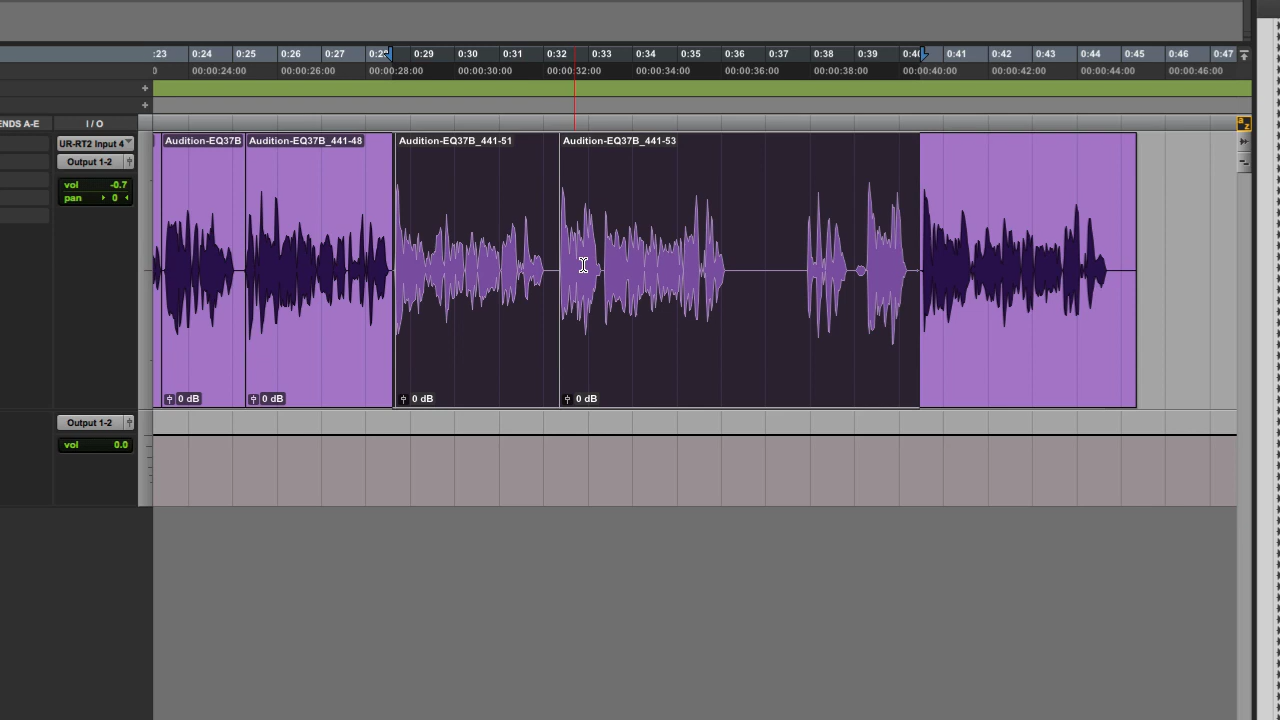 :23 0:24 0:25 0:26 0:27 0:28 0:29 0:30 0:31 0:32 0:33 0:34 0:35 0:36 0:37 0:38 0:39 0:40 0:41 0:42 0:43 0:44 0:45 0:46 0:47
0 00:00:24:00 00:00:26:00 00:00:28:00 00:00:30:00 00:00:32:00 00:00:34:00 00:00:36:00 00:00:38:00 00:00:40:00 00:00:42:00 00:00:44:00 00:00:46:00
+
+
ENDS A-E I / O
a z
UR-RT2 Input 4 Audition-EQ37B Audition-EQ37B_441-48 Audition-EQ37B_441-51 Audition-EQ37B_441-53
Output 1-2
vol -0.7
pan 0
0 dB 0 dB 0 dB 0 dB
Output 1-2
vol 0.0